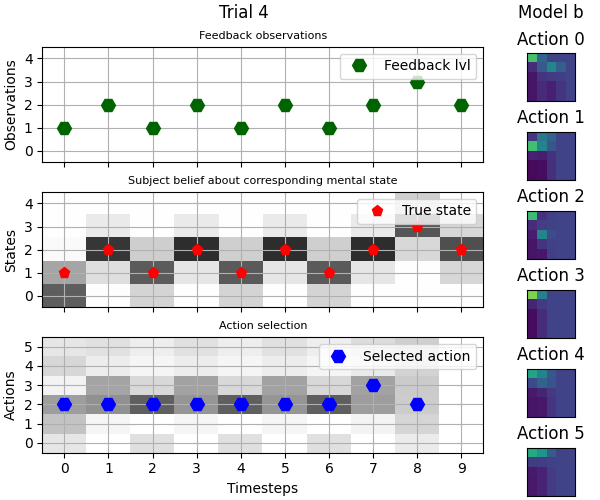 Trial 4
Model b
Feedback observations
Observations
4
3
2
1
0
Feedback lvl
Subject belief about corresponding mental state
States
4
3
2
1
0
True state
Action selection
Actions
5
4
3
2
1
0
Selected action
0 1 2 3 4 5 6 7 8 9
Timesteps
Action 0
Action 1
Action 2
Action 3
Action 4
Action 5